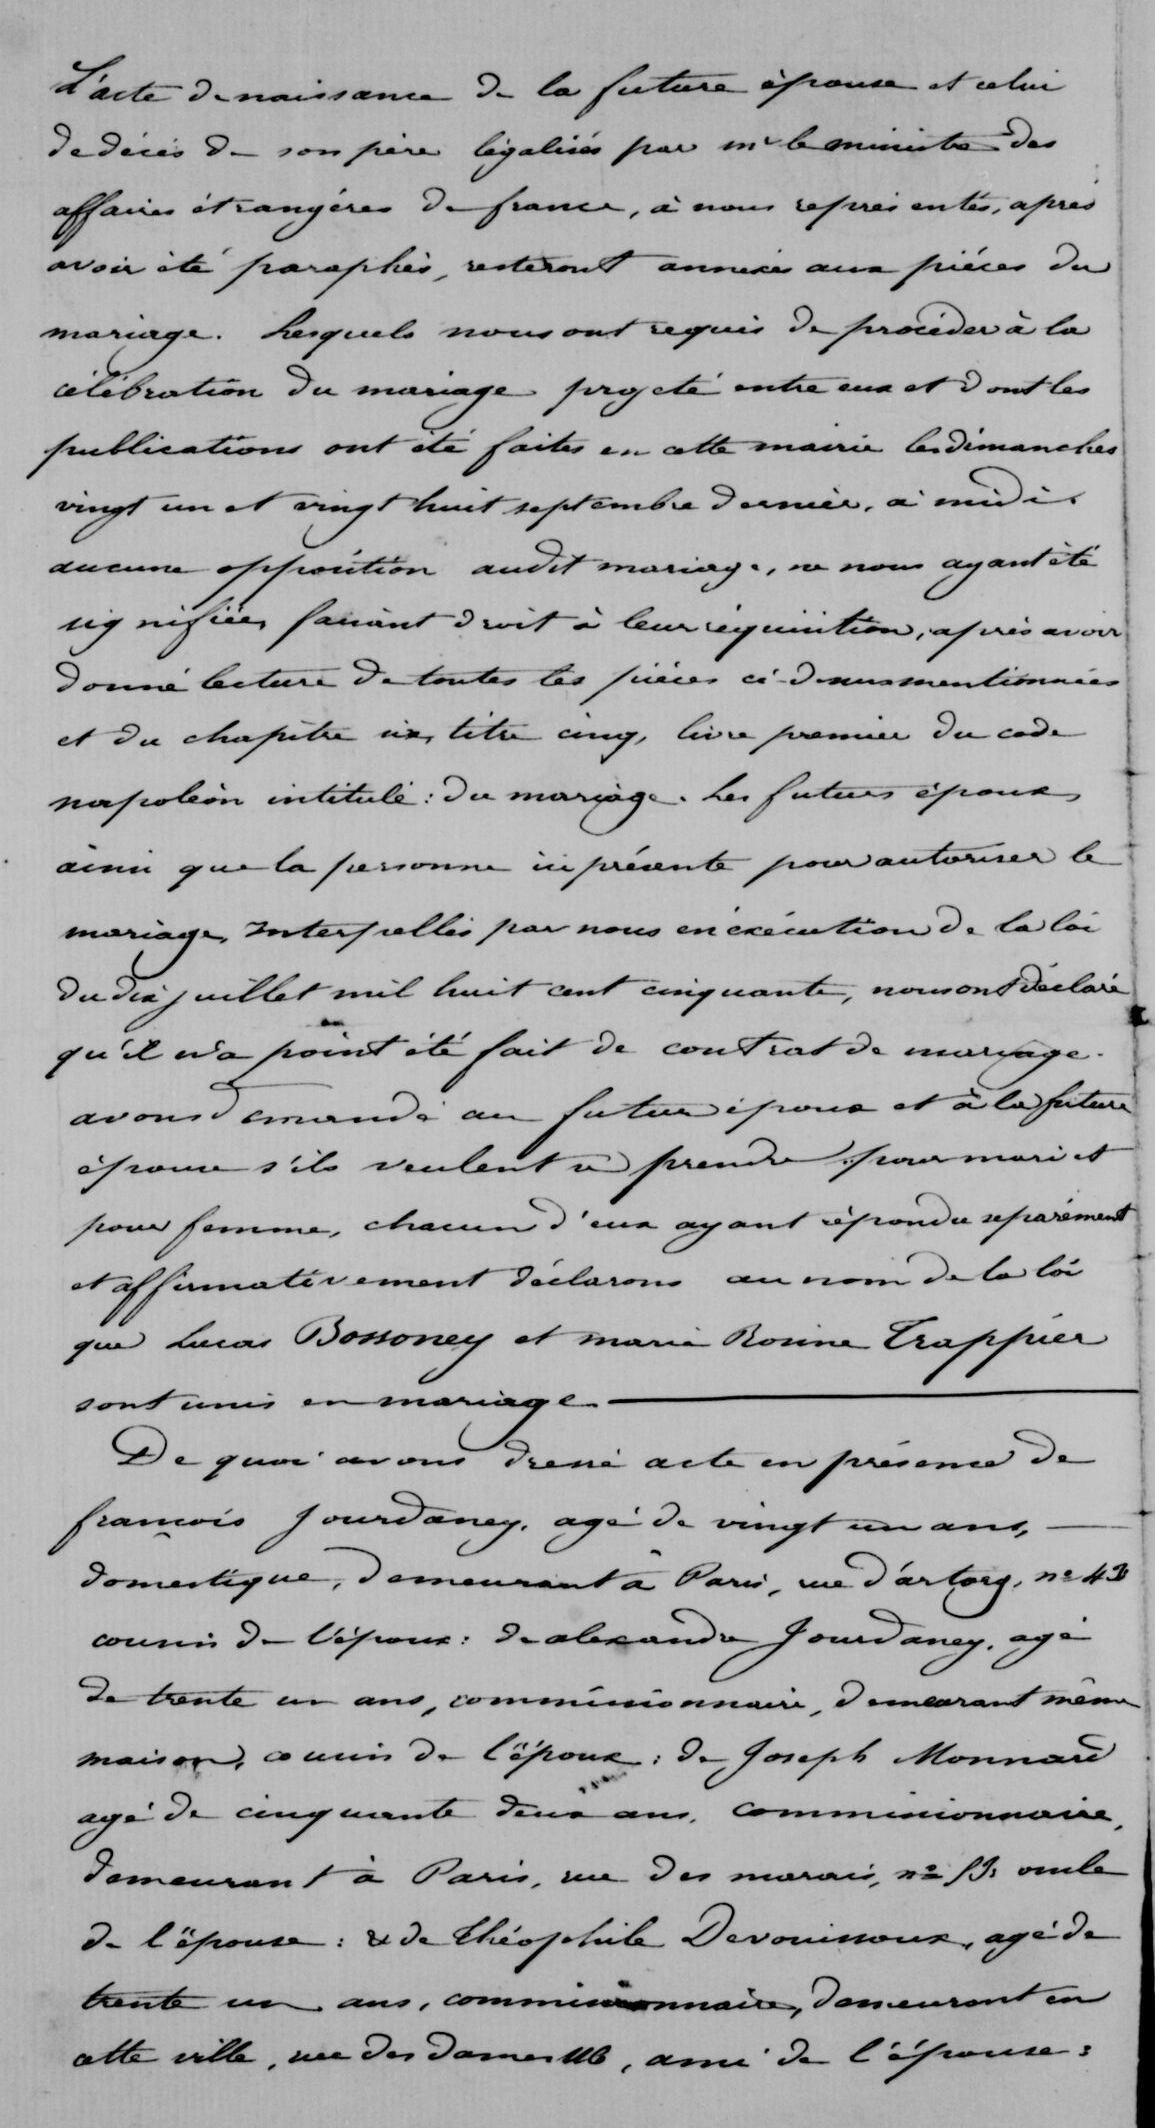 L'acte de naissance de la future épouse et celui
de décès de son père légalisés par mr le ministre des
affaires étrangères de france, à nous représentés, après
avoir été paraphés, resteront annexés aux pièces du
mariage. Lesquels nous ont requis de procéder à la
célébration du mariage projeté entre eux et dont les
publications ont été faites en cette mairie les dimanches
vingt un et vingt huit septembre dernier, à midi.
aucune opposition audit mariage, ne nous ayant été
signifiée, faisant droit à leur réquisition, après avoir
donné lecture de toutes les pièces ci-dessus mentionnées
et du chapitre six, titre cinq, livre premier du code
napoléon intitulé : du mariage. Les futurs époux,
ainsi que la personne ici présente pour autoriser le
mariage, Interpellés par nous en exécution de la loi
du dix juillet mil huit cent cinquante, nous ont déclaré
qu'il n'a point été fait de contrat de mariage.
avons demandé au futur époux et à la future
épouse s'ils veulent se prendre pour mari et
pour femme, chacun d'eux ayant répondu séparément
et affirmativement déclarons au nom de la loi
que Lucas Bossoney et marie Rosine Trappier
sont unis en mariage
De quoi avons dressé acte en présence de
françois Jourdaney, agé de vingt un ans,
domestique, demeurant à Paris, rue d'artorg, no 43
cousin de l'époux : de alexandre Jourdaney, agé
de trente un ans, commissionnaire, demeurant même
maison, cousin de l'époux : de Joseph Monnard
agé de cinquante deux ans, commissionnaire,
demeurant à Paris, rue des marais, no oncle
de l'épouse : & de Théophile Devouissoux, agé de
trente un ans, commissionnaire, demeurant en
cette ville, rue des dames 116, ami de l'épouse :